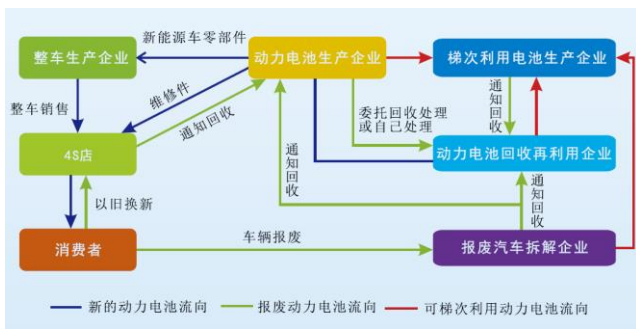 新能源车零部件
整车生产企业
动力电池生产企业
梯次利用电池生产企业
整车销售
维修件
通知回收
委托回收处理
或自己处理
通知回收
4S店
通知回收
动力电池回收再利用企业
以旧换新
通知回收
消费者
车辆报废
报废汽车拆解企业
新的动力电池流向
报废动力电池流向
可梯次利用动力电池流向